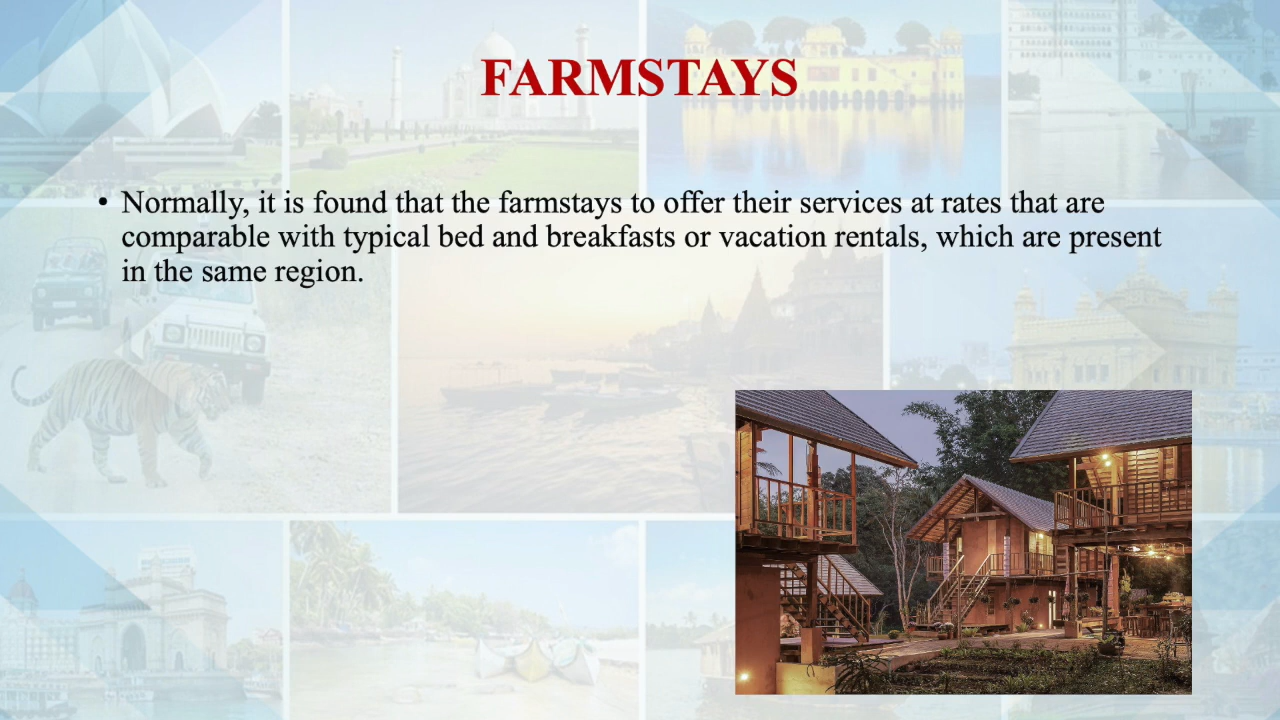 FARMSTAYS
• Normally, it is found that the farmstays to offer their services at rates that are
comparable with typical bed and breakfasts or vacation rentals, which are present
in the same region.